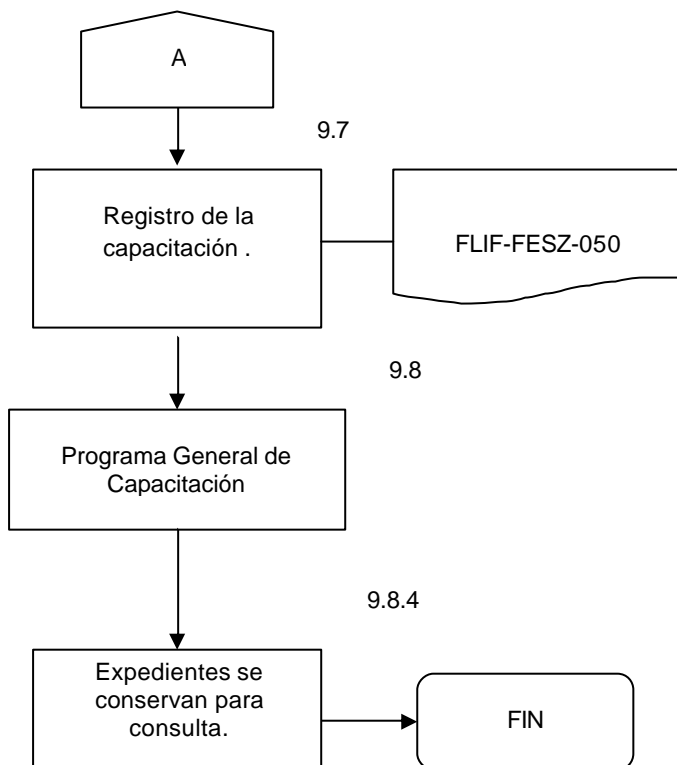 A
9.7
Registro de la
capacitación .
FLIF-FESZ-050
9.8
Programa General de
Capacitación
9.8.4
Expedientes se
conservan para
consulta.
FIN